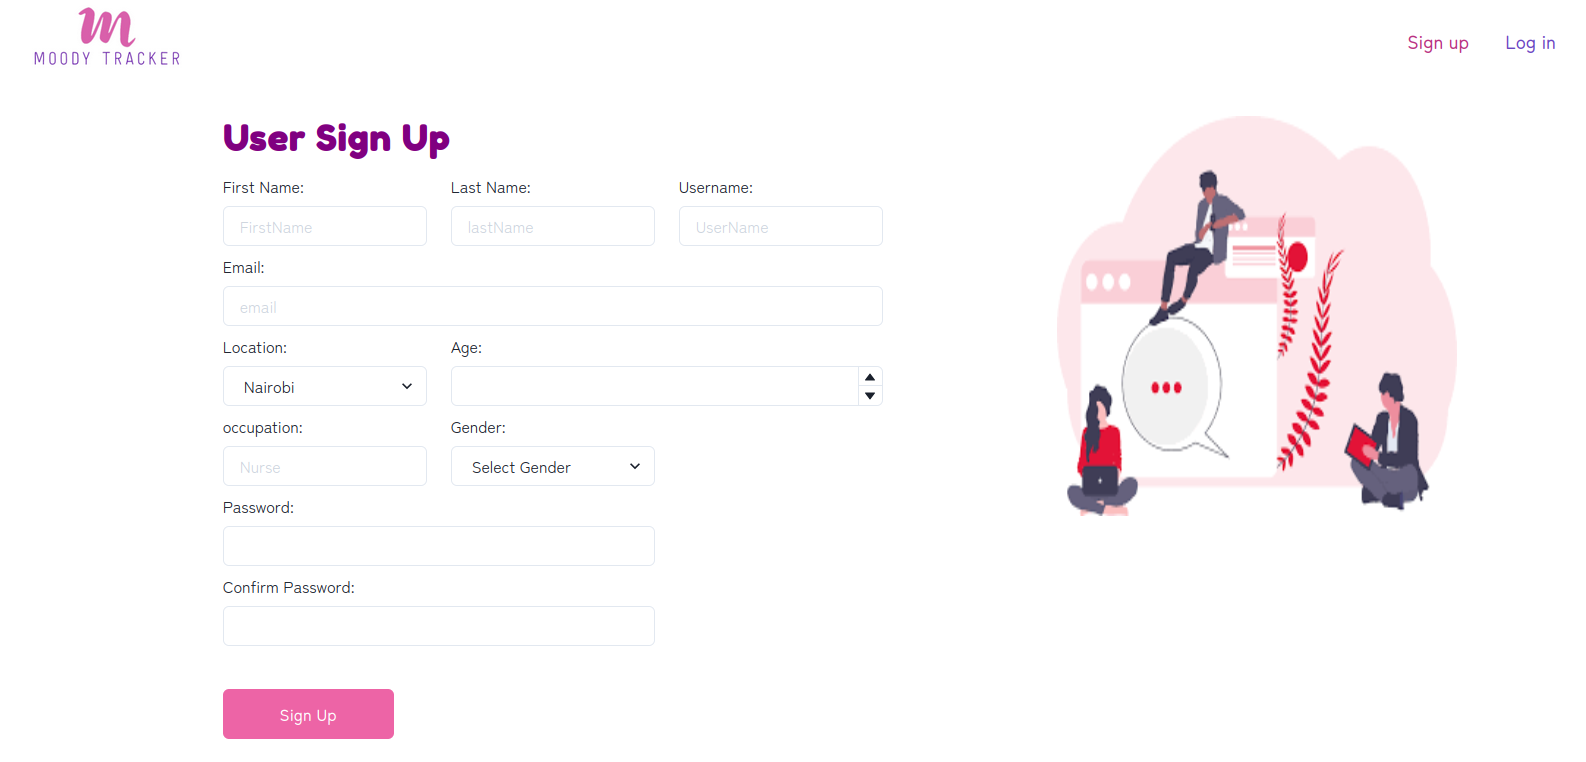 m
MOODY TRACKER
Sign up Log in
User Sign Up
First Name: Last Name: Username:
FirstName lastName UserName
Email:
email
Location: Age:
Nairobi
occupation: Gender:
Nurse Select Gender
Password:
Confirm Password:
Sign Up